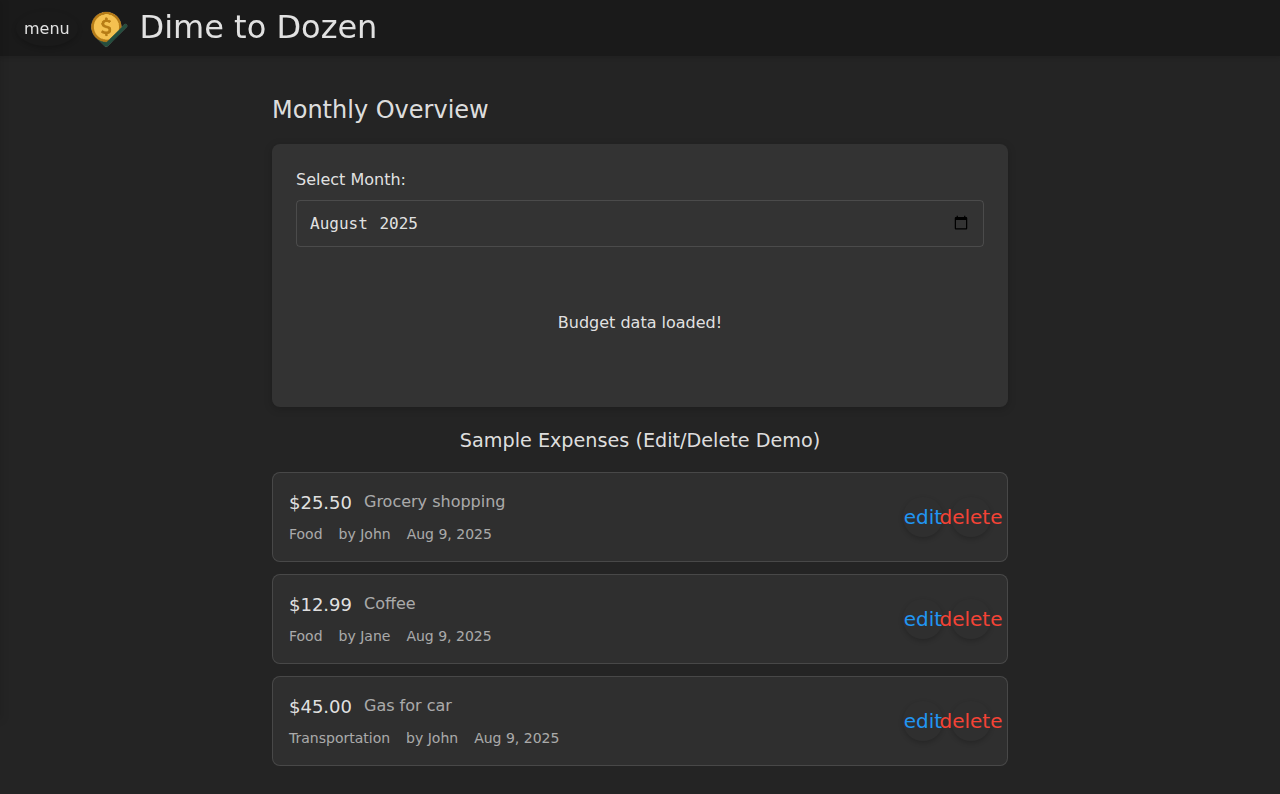 menu
$
Dime to Dozen
Monthly Overview
Select Month:
August 2025
Budget data loaded!
Sample Expenses (Edit/Delete Demo)
$25.50 Grocery shopping
Food by John Aug 9, 2025
edit delete
$12.99 Coffee
Food by Jane Aug 9, 2025
edit delete
$45.00 Gas for car
Transportation by John Aug 9, 2025
edit delete